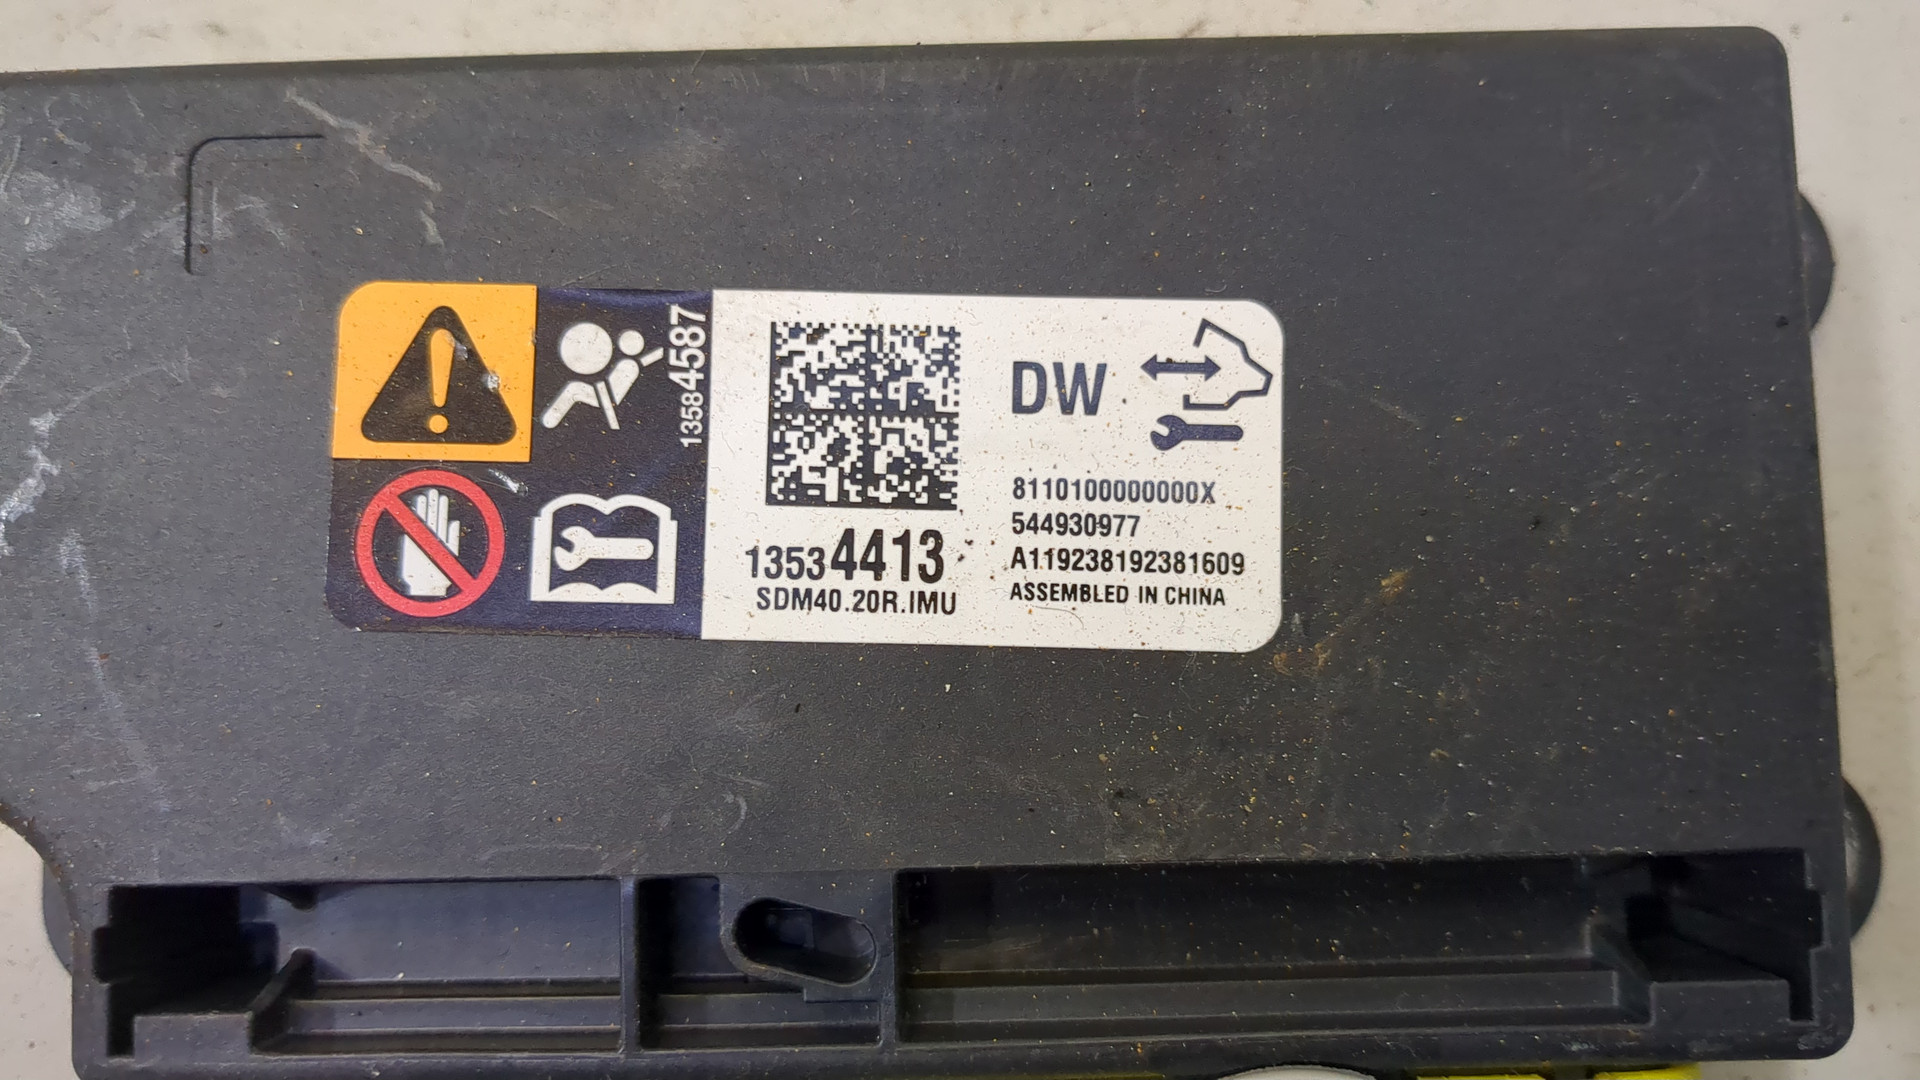 13584587
13534413
SDM40.20R.IMU
DW
8110100000000X
544930977
A119238192381609
ASSEMBLED IN CHINA